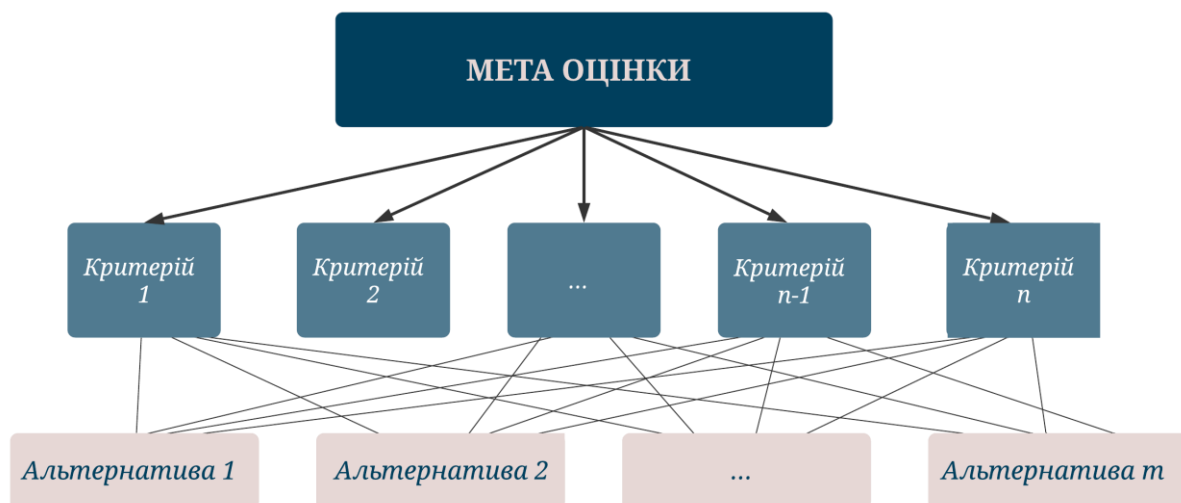 МЕТА ОЦІНКИ
Критерій
1
Критерій
2
...
Критерій
n-1
Критерій
n
Альтернатива 1
Альтернатива 2
...
Альтернатива m